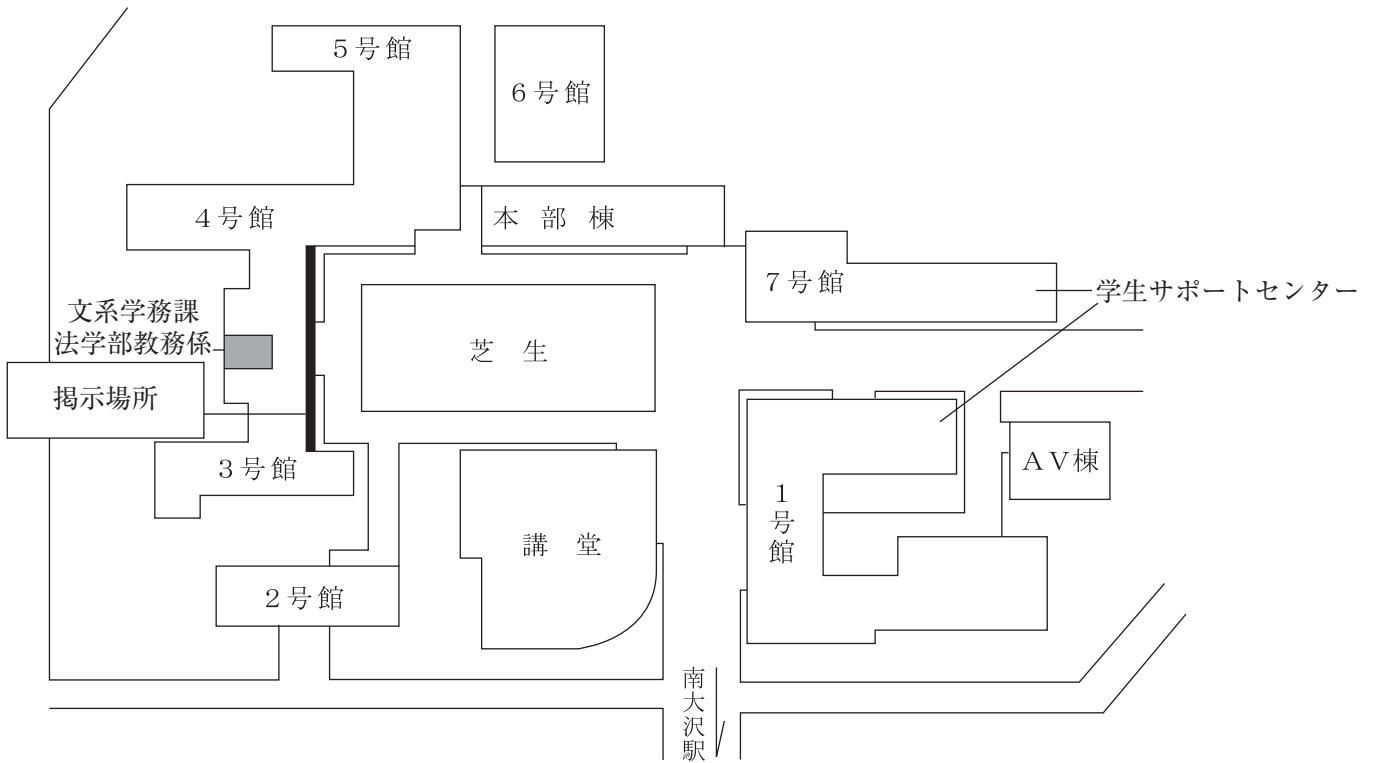 ５号館
６号館
４号館
本部棟
７号館
学生サポートセンター
文系学務課
法学部教務係
芝生
掲示場所
３号館
１号館
ＡＶ棟
講堂
２号館
南大沢駅